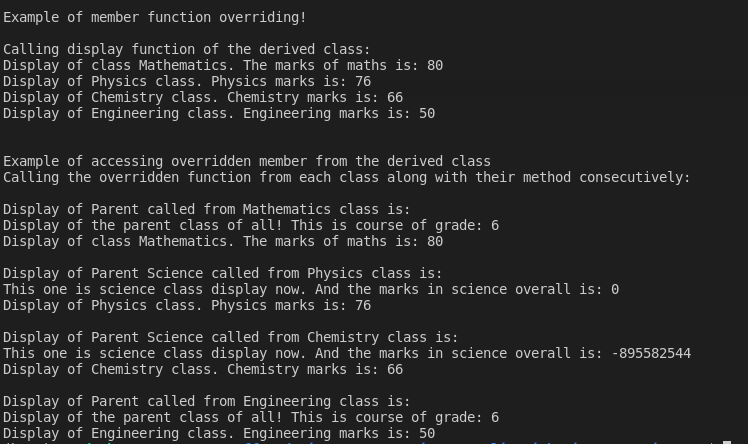 Example of member function overriding!
Calling display function of the derived class:
Display of class Mathematics. The marks of maths is: 80
Display of Physics class. Physics marks is: 76
Display of Chemistry class. Chemistry marks is: 66
Display of Engineering class. Engineering marks is: 50
Example of accessing overridden member from the derived class
Calling the overridden function from each class along with their method consecutively:
Display of Parent called from Mathematics class is:
Display of the parent class of all! This is course of grade: 6
Display of class Mathematics. The marks of maths is: 80
Display of Parent Science called from Physics class is:
This one is science class display now. And the marks in science overall is: 0
Display of Physics class. Physics marks is: 76
Display of Parent Science called from Chemistry class is:
This one is science class display now. And the marks in science overall is: -895582544
Display of Chemistry class. Chemistry marks is: 66
Display of Parent called from Engineering class is:
Display of the parent class of all! This is course of grade: 6
Display of Engineering class. Engineering marks is: 50